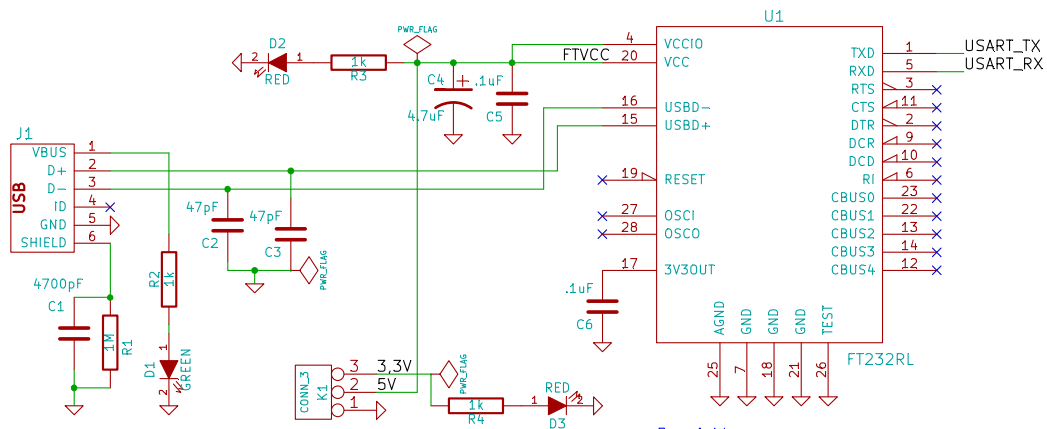 U1
PWR_FLAG
D2
2
1
RED
1k
R3
C4
4.7uF
.1uF
C5
FTVCC
4
VCCIO
20
VCC
16
USBD-
15
USBD+
19
RESET
27
OSCI
28
OSCO
17
3V3OUT
TXD
1
USART_TX
RXD
5
USART_RX
RTS
3
CTS
11
DTR
2
DCR
9
DCD
10
RI
6
CBUS0
23
CBUS1
22
CBUS2
13
CBUS3
14
CBUS4
12
AGND
GND
GND
GND
TEST
25
7
18
21
26
FT232RL
J1
USB
VBUS
1
D+
2
D-
3
ID
4
GND
5
SHIELD
6
47pF
C2
47pF
C3
PWR_FLAG
4700pF
C1
1M
R1
R2
1k
1
D1
GREEN
2
.1uF
C6
CONN_3
K1
3
3,3V
2
5V
1
PWR_FLAG
1k
R4
RED
1
2
D3